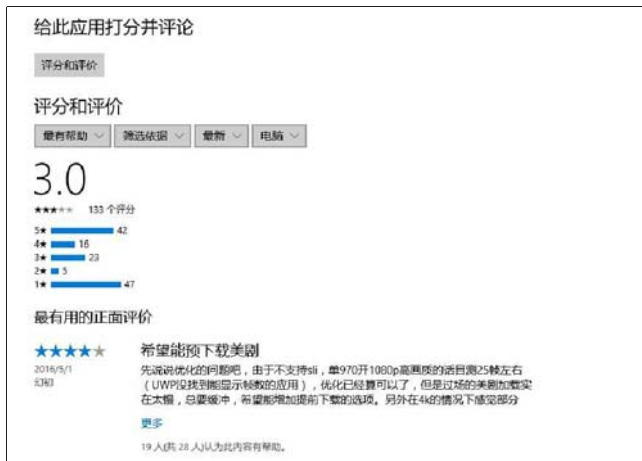 给此应用打分并评论
评分和评价
评分和评价
最有帮助 筛选依据 最新 电脑
3.0
★★★★★ 133 个评分
5★ 42
4★ 16
3★ 23
2★ 5
1★ 47
最有用的正面评价
★★★★★ 希望能预下载美剧
2016/5/1 先说说优化的问题吧，由于不支持sli，单970开1080p高画质的话目测25帧左右
幻初 （UWP没找到能显示帧数的应用），优化已经算可以了，但是过场的美剧加载实
在太慢，总要缓冲，希望能增加提前下载的选项。另外在4k的情况下感觉部分
更多
19 人(共 28 人)认为此内容有帮助。